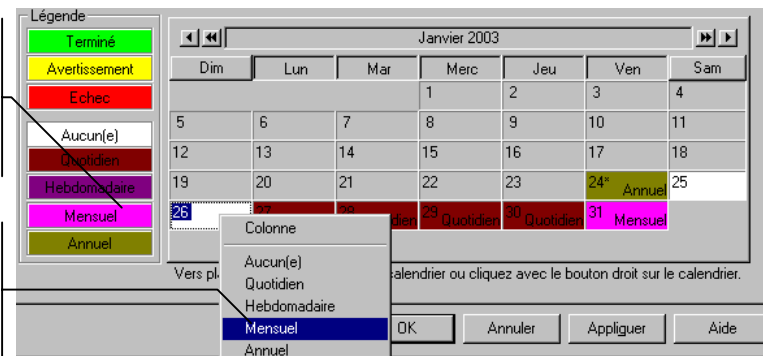 Légende
Terminé
Avertissement
Echec
Aucun(e)
Quotidien
Hebdomadaire
Mensuel
Annuel
Janvier 2003
Dim Lun Mar Merc Jeu Ven Sam
1 2 3 4
5 6 7 8 9 10 11
12 13 14 15 16 17 18
19 20 21 22 23 24* Annuel 25
26 27 28 dien 29 Quotidien 30 Quotidien 31 Mensuel
Colonne
Aucun(e)
Quotidien
Hebdomadaire
Mensuel
Annuel
Vers pl calendrier ou cliquez avec le bouton droit sur le calendrier.
OK Annuler Appliquer Aide